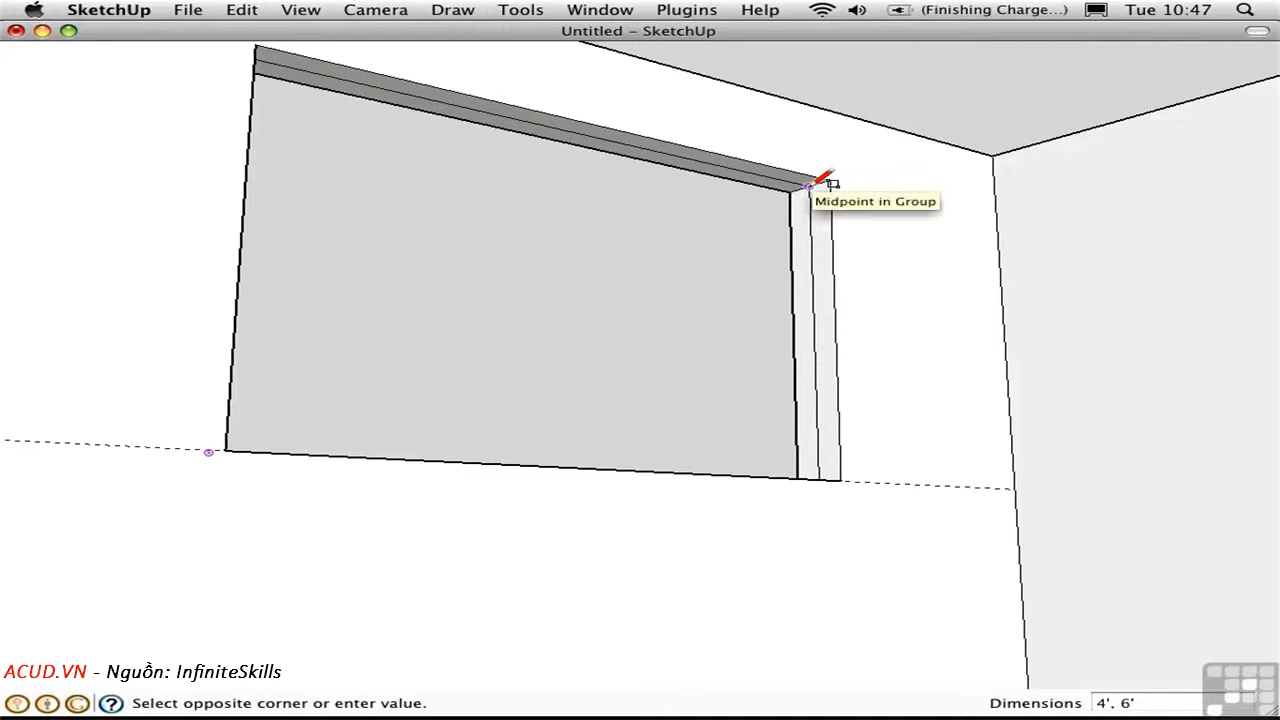 SketchUp File Edit View Camera Draw Tools Window Plugins Help (Finishing Charge...) Tue 10:47
Untitled – SketchUp
Midpoint in Group
ACUD.VN - Nguồn: InfiniteSkills
Select opposite corner or enter value. Dimensions 4', 6'